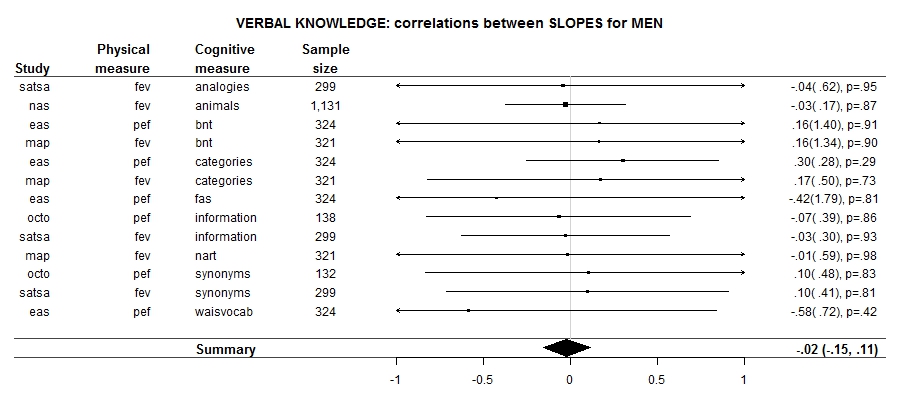 VERBAL KNOWLEDGE: correlations between SLOPES for MEN
Physical Cognitive Sample
Study measure measure size
satsa fev analogies 299 -.04( .62), p=.95
nas fev animals 1,131 -.03( .17), p=.87
eas pef bnt 324 .16(1.40), p=.91
map fev bnt 321 .16(1.34), p=.90
eas pef categories 324 .30( .28), p=.29
map fev categories 321 .17( .50), p=.73
eas pef fas 324 -.42(1.79), p=.81
octo pef information 138 -.07( .39), p=.86
satsa fev information 299 -.03( .30), p=.93
map fev nart 321 -.01( .59), p=.98
octo pef synonyms 132 .10( .48), p=.83
satsa fev synonyms 299 .10( .41), p=.81
eas pef waisvocab 324 -.58( .72), p=.42
Summary -.02 (-.15, .11)
-1 -0.5 0 0.5 1